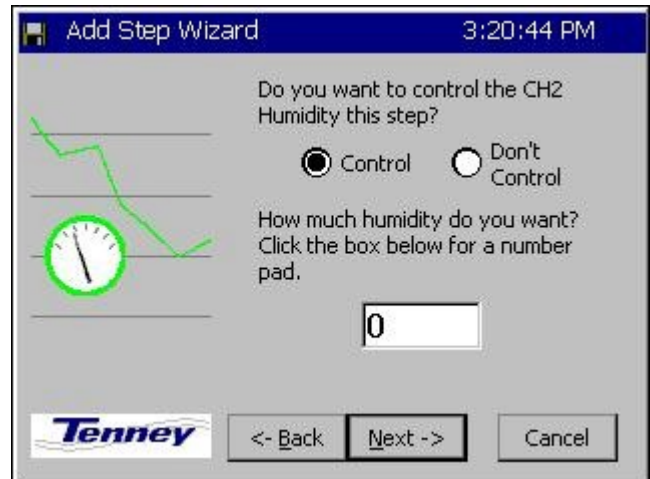 Add Step Wizard 3:20:44 PM
Do you want to control the CH2
Humidity this step?
Control Don't
Control
How much humidity do you want?
Click the box below for a number
pad.
0
Tenney <- Back Next -> Cancel